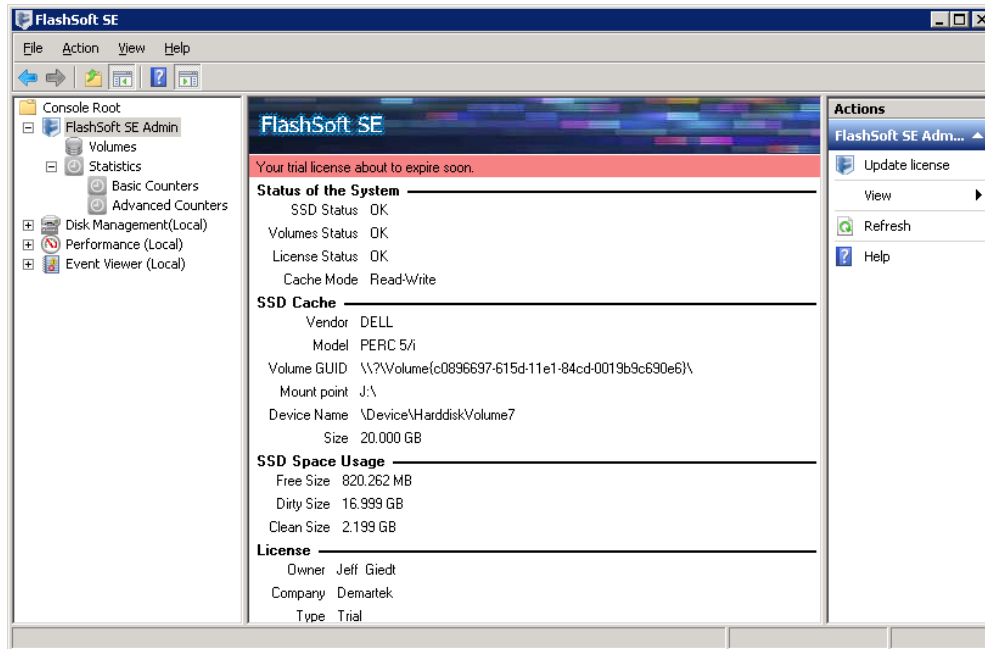 FlashSoft SE
File Action View Help
Console Root
FlashSoft SE Admin
Volumes
Statistics
Basic Counters
Advanced Counters
Disk Management(Local)
Performance (Local)
Event Viewer (Local)
FlashSoft SE
Your trial license about to expire soon.
Status of the System
SSD Status OK
Volumes Status OK
License Status OK
Cache Mode Read-Write
SSD Cache
Vendor DELL
Model PERC 5/i
Volume GUID \\?\Volume{c0896697-615d-11e1-84cd-0019b9c690e6}\
Mount point J:\
Device Name \Device\HarddiskVolume7
Size 20.000 GB
SSD Space Usage
Free Size 820.262 MB
Dirty Size 16.999 GB
Clean Size 2.199 GB
License
Owner Jeff Giedt
Company Demartek
Type Trial
Actions
FlashSoft SE Adm...
Update license
View
Refresh
Help